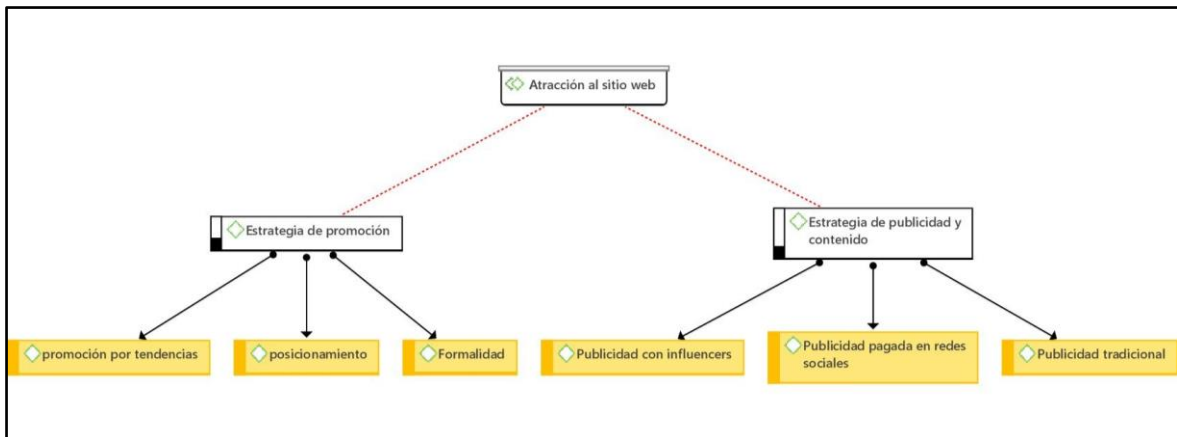 Atracción al sitio web
Estrategia de promoción
Estrategia de publicidad y
contenido
promoción por tendencias
posicionamiento
Formalidad
Publicidad con influencers
Publicidad pagada en redes
sociales
Publicidad tradicional